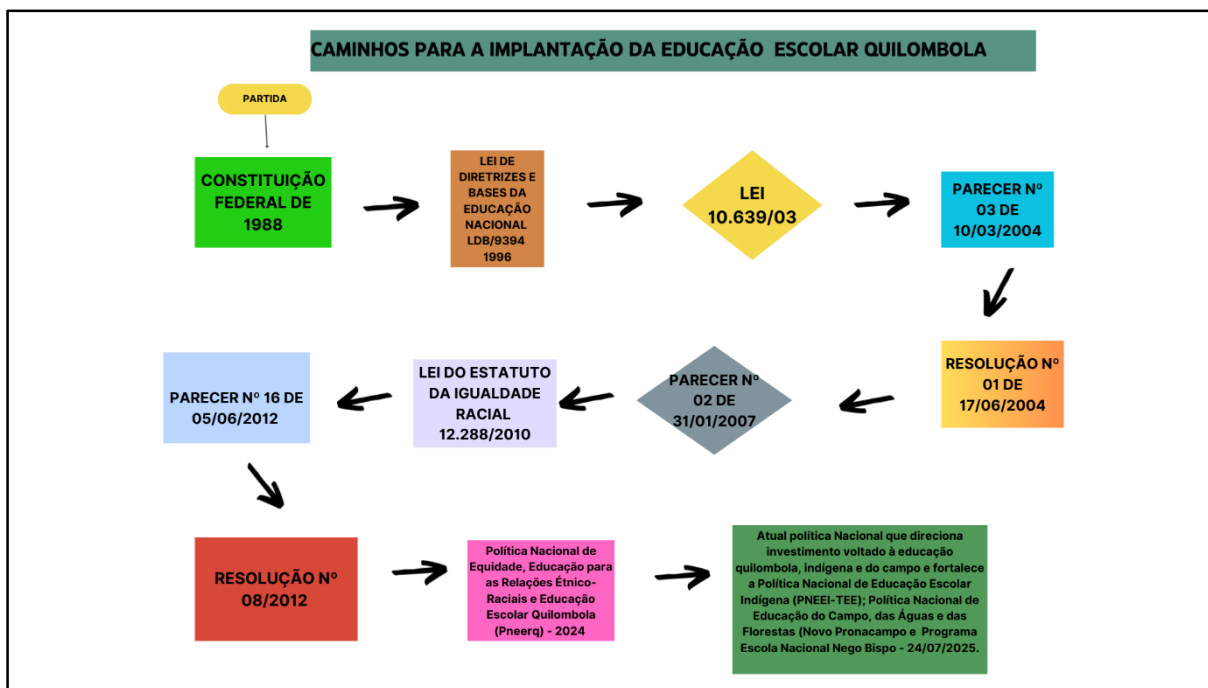 CAMINHOS PARA A IMPLANTAÇÃO DA EDUCAÇÃO ESCOLAR QUILOMBOLA
PARTIDA
CONSTITUIÇÃO
FEDERAL DE
1988
LEI DE
DIRETRIZES E
BASES DA
EDUCAÇÃO
NACIONAL
LDB/9394
1996
LEI
10.639/03
PARECER Nº
03 DE
10/03/2004
RESOLUÇÃO Nº
01 DE
17/06/2004
PARECER Nº
02 DE
31/01/2007
LEI DO ESTATUTO
DA IGUALDADE
RACIAL
12.288/2010
PARECER Nº 16 DE
05/06/2012
RESOLUÇÃO Nº
08/2012
Política Nacional de
Equidade, Educação para
as Relações Étnico-
Raciais e Educação
Escolar Quilombola
(Pneerq) - 2024
Atual política Nacional que direciona
investimento voltado à educação
quilombola, indígena e do campo e fortalece
a Política Nacional de Educação Escolar
Indígena (PNEEI-TEE); Política Nacional de
Educação do Campo, das Águas e das
Florestas (Novo Pronacampo e Programa
Escola Nacional Nego Bispo - 24/07/2025.